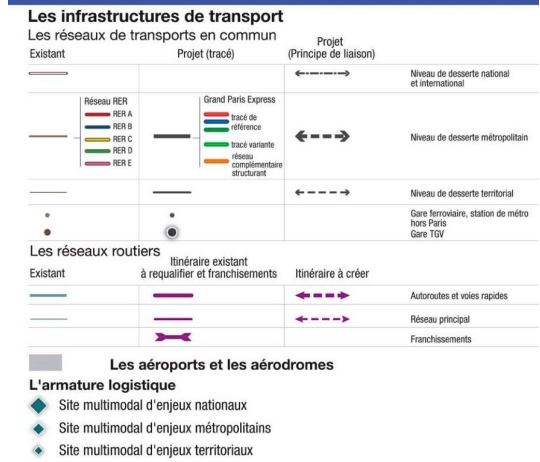 Les infrastructures de transport
Les réseaux de transports en commun
Existant
Projet (tracé)
Projet
(Principe de liaison)
Niveau de desserte national
et international
Réseau RER
RER A
RER B
RER C
RER D
RER E
Grand Paris Express
tracé de
référence
tracé variante
réseau
complémentaire
structurant
Niveau de desserte métropolitain
Niveau de desserte territorial
Gare ferroviaire, station de métro
hors Paris
Gare TGV
Les réseaux routiers
Existant
Itinéraire existant
à requalifier et franchisements
Itinéraire à créer
Autoroutes et voies rapides
Réseau principal
Franchissements
Les aéroports et les aérodromes
L'armature logistique
Site multimodal d'enjeux nationaux
Site multimodal d'enjeux métropolitains
Site multimodal d'enjeux territoriaux